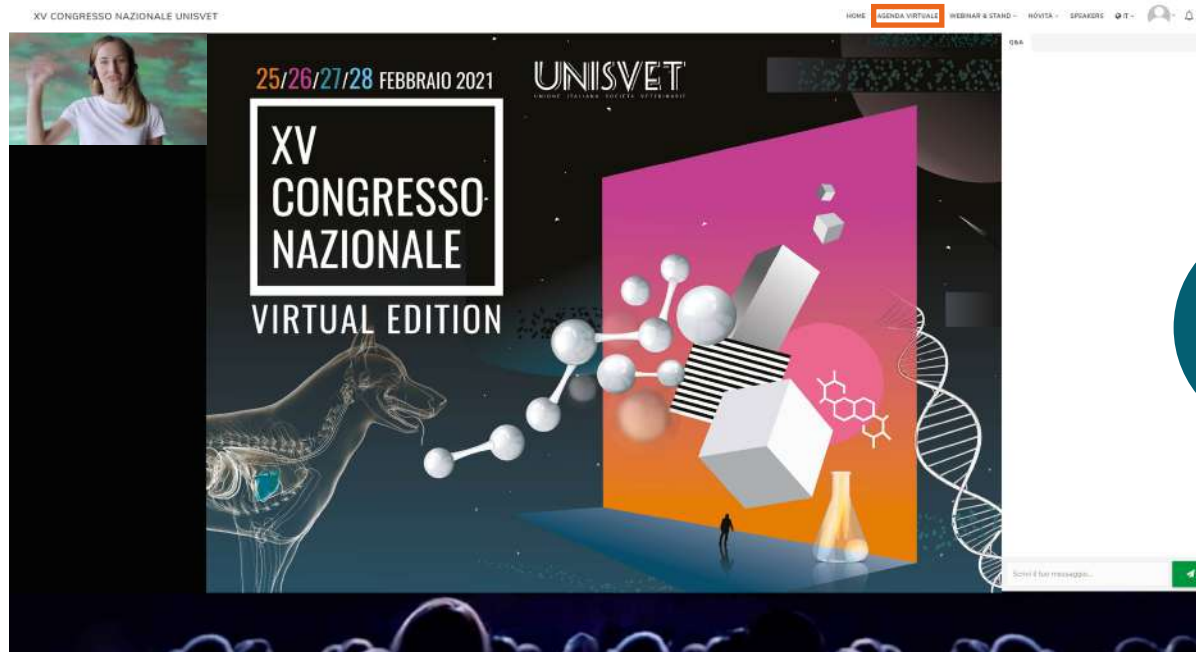 XV CONGRESSO NAZIONALE UNISVET
HOME AGENDA VIRTUALE WEBINAR & STAND NOVITÀ SPEAKERS IT
Q&A
25/26/27/28 FEBBRAIO 2021
UNISVET
UNIONE ITALIANA SOCIETÀ VETERINARIE
XV
CONGRESSO
NAZIONALE
VIRTUAL EDITION
Scrivi il tuo messaggio...